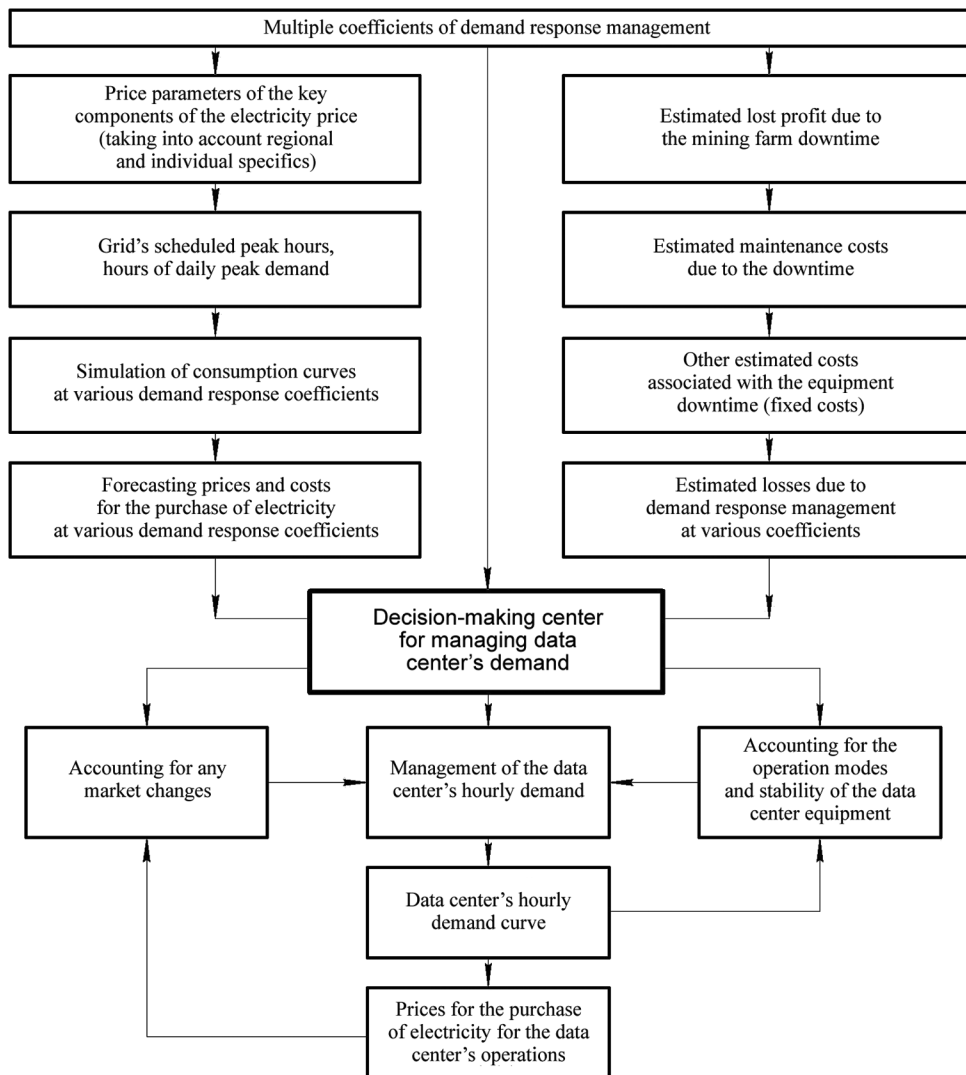 Multiple coefficients of demand response management
Price parameters of the key
components of the electricity price
(taking into account regional
and individual specifics)
Grid's scheduled peak hours,
hours of daily peak demand
Simulation of consumption curves
at various demand response coefficients
Forecasting prices and costs
for the purchase of electricity
at various demand response coefficients
Estimated lost profit due to
the mining farm downtime
Estimated maintenance costs
due to the downtime
Other estimated costs
associated with the equipment
downtime (fixed costs)
Estimated losses due to
demand response management
at various coefficients
Decision-making center
for managing data
center's demand
Accounting for any
market changes
Management of the data
center's hourly demand
Accounting for the
operation modes
and stability of the data
center equipment
Data center's hourly
demand curve
Prices for the purchase
of electricity for the data
center's operations